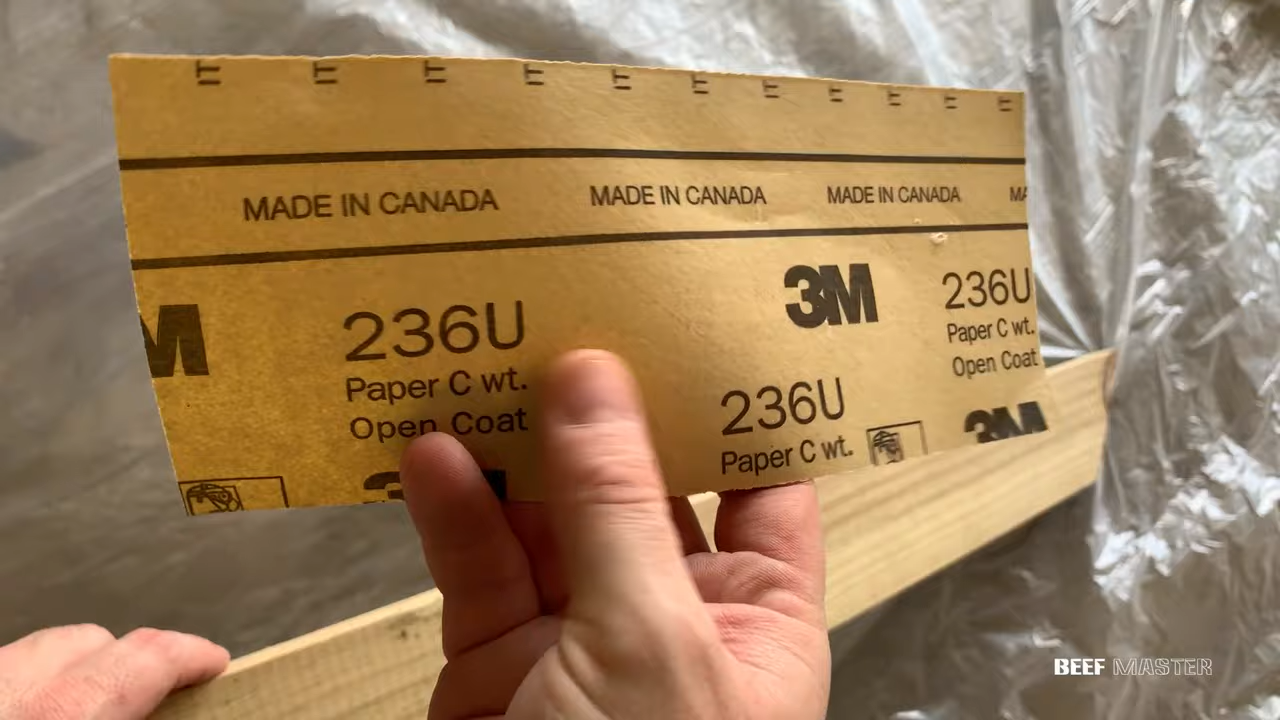 MADE IN CANADA MADE IN CANADA MADE IN CANADA
3M
236U
Paper C wt.
Open Coat
236U
Paper C wt.
Open Coat
236U
Paper C wt.
3M
BEEF MASTER